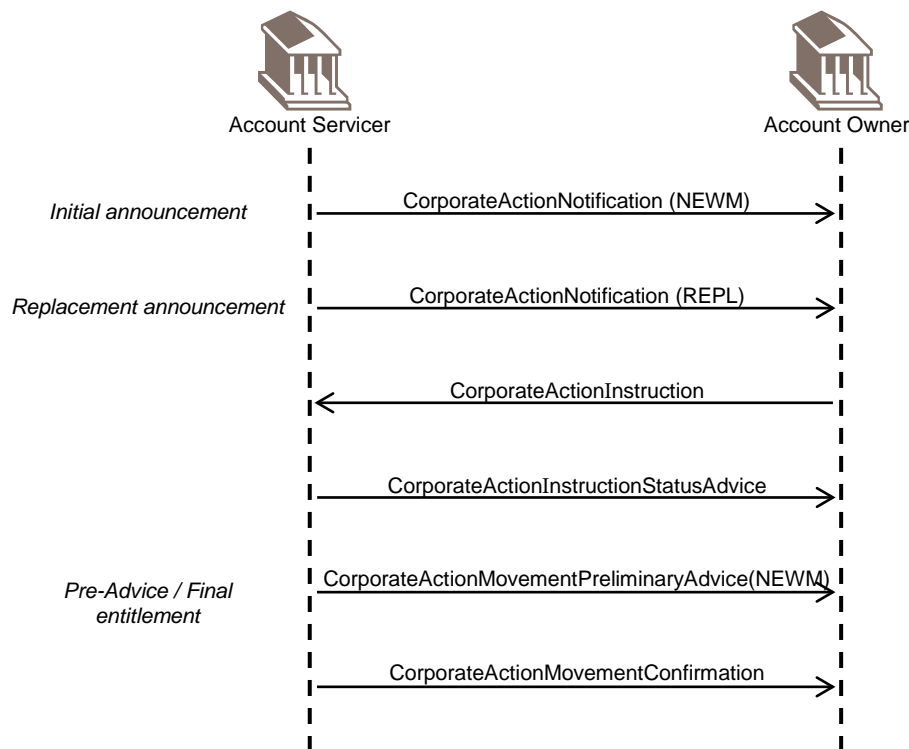 Account Servicer
Account Owner
Initial announcement
CorporateActionNotification (NEWM)
Replacement announcement
CorporateActionNotification (REPL)
CorporateActionInstruction
CorporateActionInstructionStatusAdvice
Pre-Advice / Final
entitlement
CorporateActionMovementPreliminaryAdvice(NEWM)
CorporateActionMovementConfirmation